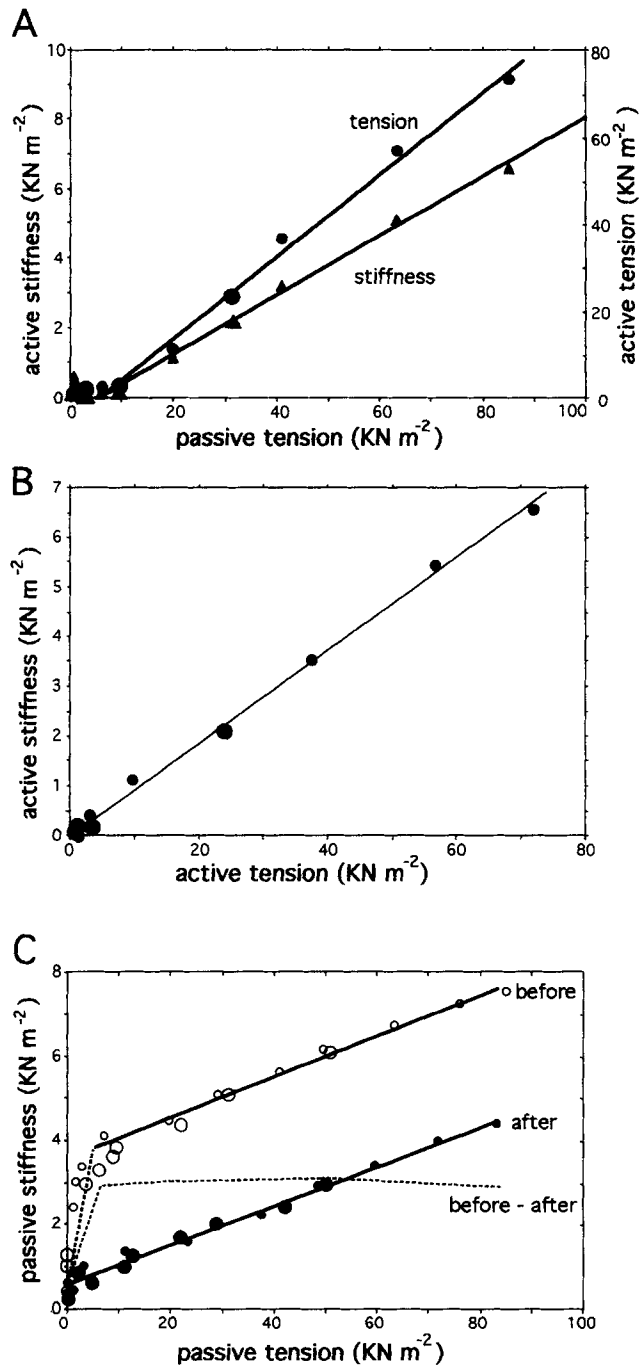 A
10
8
6
4
2
0
active stiffness (KN m-2)
80
60
40
20
0
active tension (KN m-2)
tension
stiffness
0
20
40
60
80
100
passive tension (KN m-2)
B
7
6
5
4
3
2
1
0
active stiffness (KN m-2)
0
20
40
60
80
active tension (KN m-2)
C
8
6
4
2
0
passive stiffness (KN m-2)
before
after
before - after
0
20
40
60
80
100
passive tension (KN m-2)